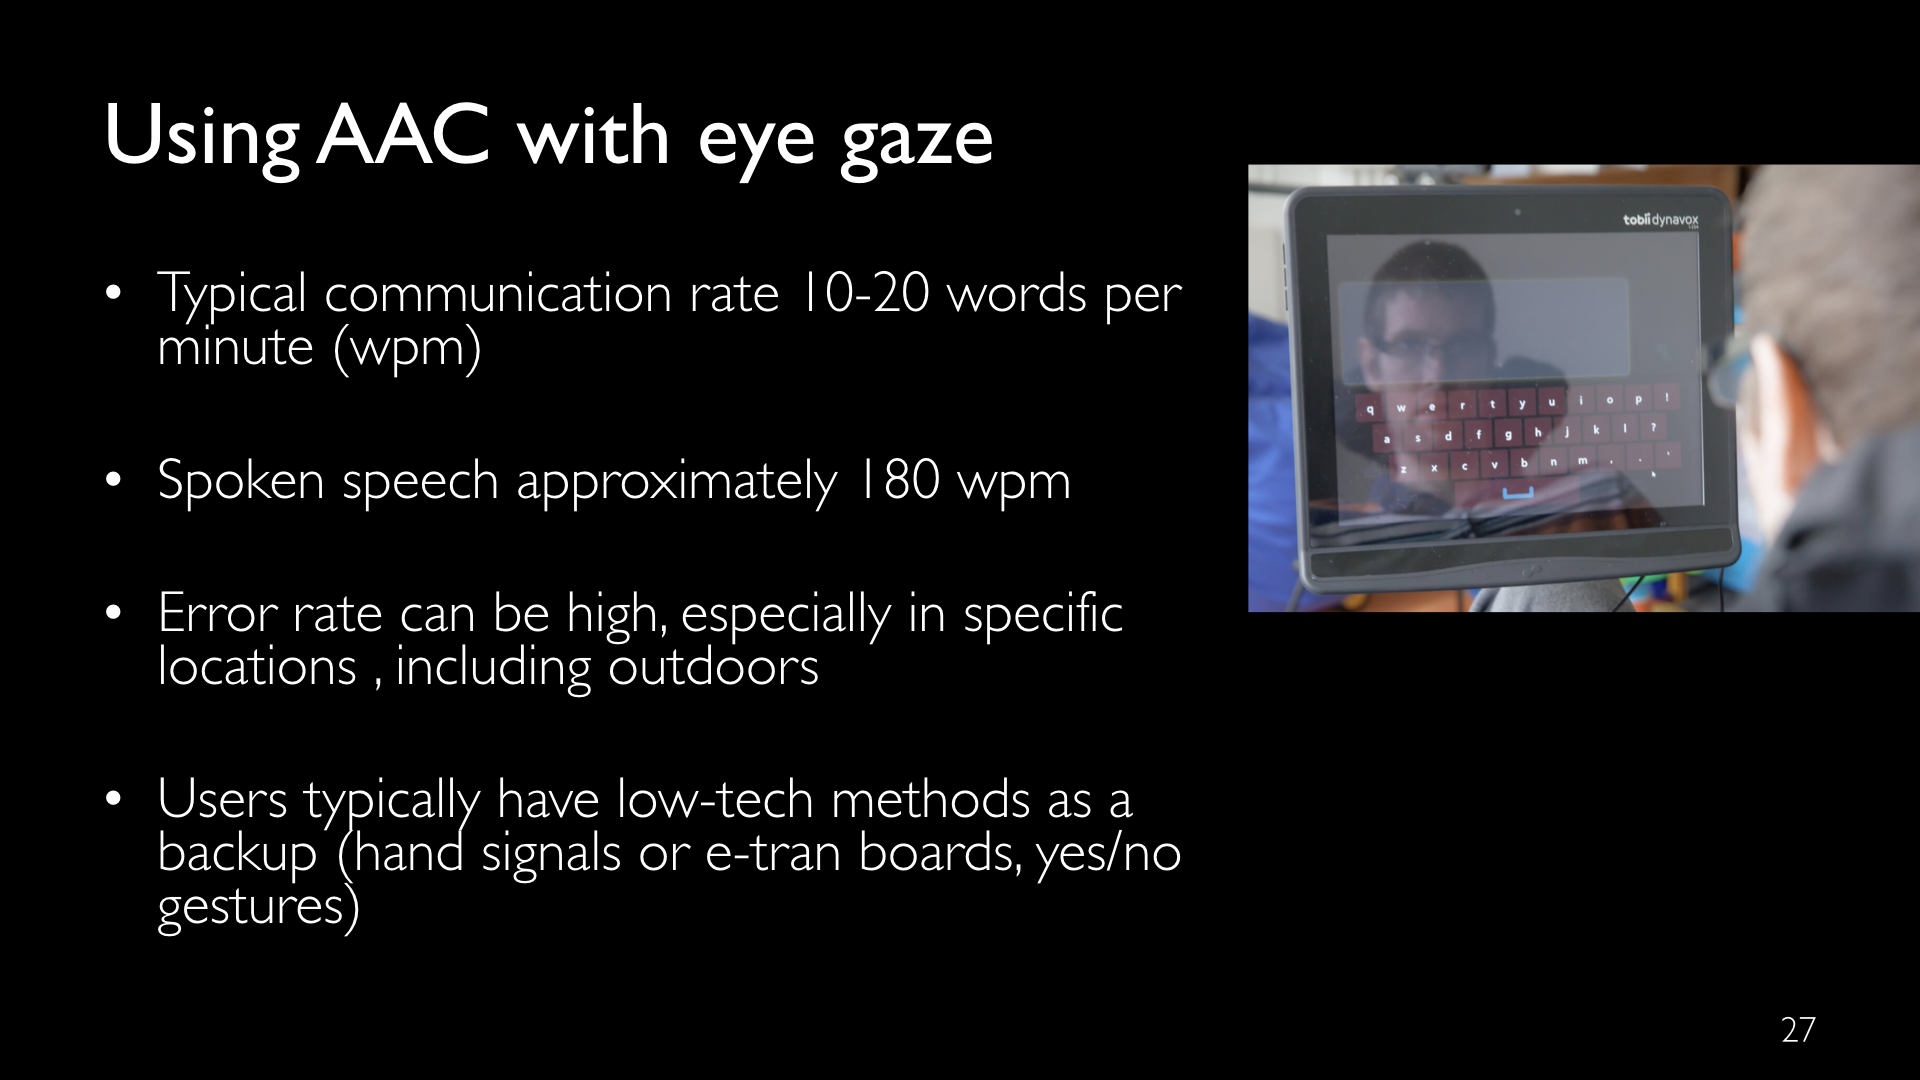 Using AAC with eye gaze
• Typical communication rate 10-20 words per
minute (wpm)
• Spoken speech approximately 180 wpm
• Error rate can be high, especially in specific
locations , including outdoors
• Users typically have low-tech methods as a
backup (hand signals or e-tran boards, yes/no
gestures)
tobii dynavox
q w e r t y u i o p !
a s d f g h j k l ?
z x c v b n m , . '
27